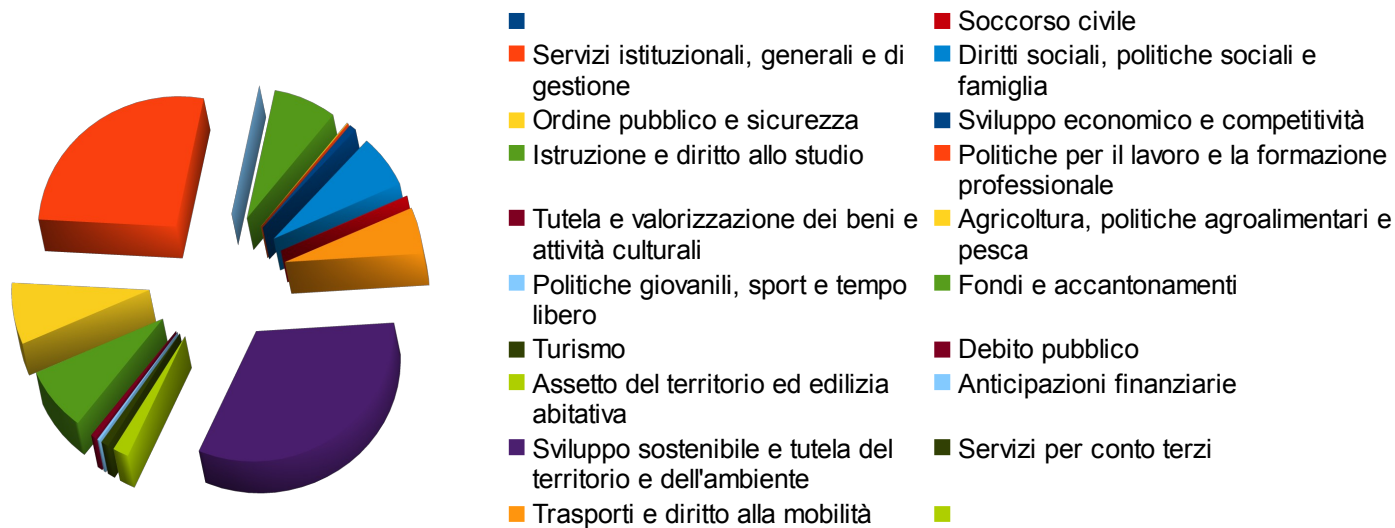 Soccorso civile
Servizi istituzionali, generali e di
gestione
Diritti sociali, politiche sociali e
famiglia
Ordine pubblico e sicurezza
Sviluppo economico e competitività
Istruzione e diritto allo studio
Politiche per il lavoro e la formazione
professionale
Tutela e valorizzazione dei beni e
attività culturali
Agricoltura, politiche agroalimentari e
pesca
Politiche giovanili, sport e tempo
libero
Fondi e accantonamenti
Turismo
Debito pubblico
Assetto del territorio ed edilizia
abitativa
Anticipazioni finanziarie
Sviluppo sostenibile e tutela del
territorio e dell'ambiente
Servizi per conto terzi
Trasporti e diritto alla mobilità